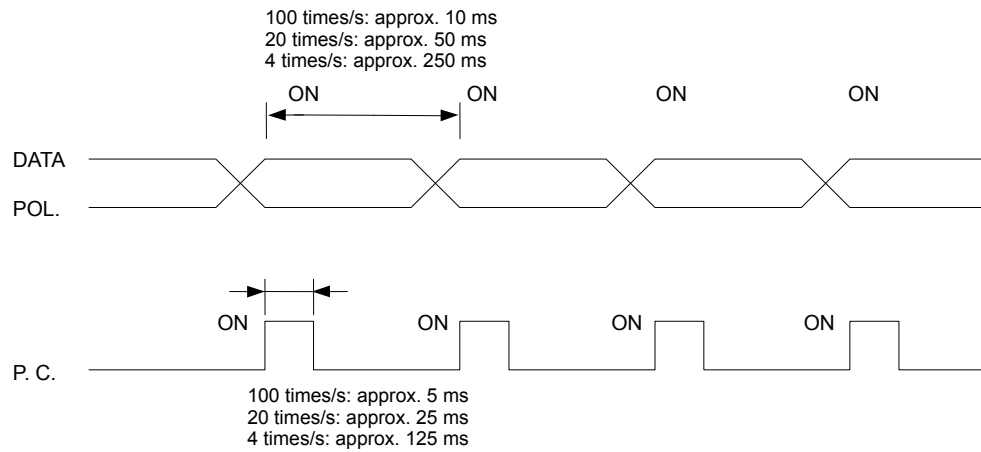 100 times/s: approx. 10 ms
20 times/s: approx. 50 ms
4 times/s: approx. 250 ms
ON ON ON ON
DATA
POL.
ON ON ON ON
P. C.
100 times/s: approx. 5 ms
20 times/s: approx. 25 ms
4 times/s: approx. 125 ms